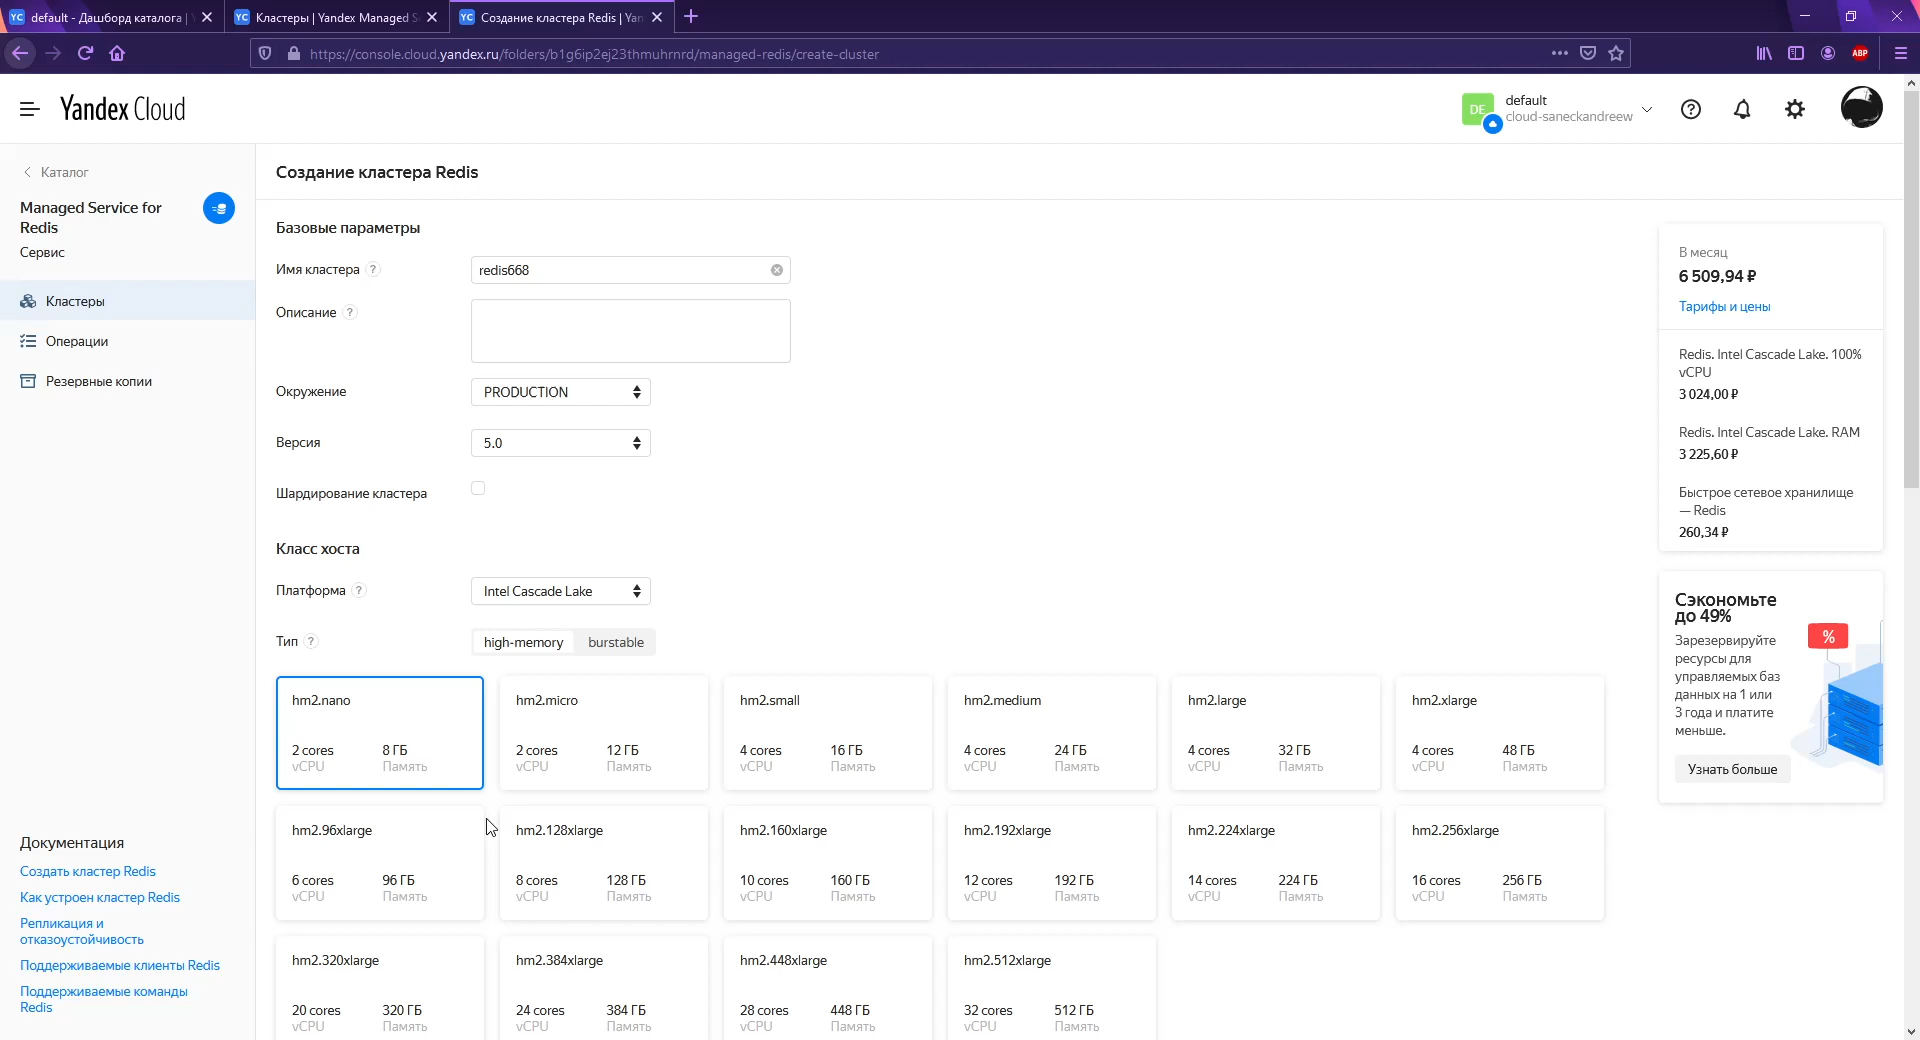 default - Дашборд каталога |
Кластеры | Yandex Managed S
Создание кластера Redis | Yan
https://console.cloud.yandex.ru/folders/b1g6ip2ej23thmuhrnrd/managed-redis/create-cluster
ABP
Yandex Cloud
DE
default
cloud-saneckandreew
Каталог
Managed Service for
Redis
Сервис
Кластеры
Операции
Резервные копии
Документация
Создать кластер Redis
Как устроен кластер Redis
Репликация и
отказоустойчивость
Поддерживаемые клиенты Redis
Поддерживаемые команды
Redis
Создание кластера Redis
Базовые параметры
Имя кластера ?
redis668
Описание ?
Окружение
PRODUCTION
Версия
5.0
Шардирование кластера
Класс хоста
Платформа ?
Intel Cascade Lake
Тип ?
high-memory burstable
hm2.nano
2 cores 8 ГБ
vCPU Память
hm2.micro
2 cores 12 ГБ
vCPU Память
hm2.small
4 cores 16 ГБ
vCPU Память
hm2.medium
4 cores 24 ГБ
vCPU Память
hm2.large
4 cores 32 ГБ
vCPU Память
hm2.xlarge
4 cores 48 ГБ
vCPU Память
hm2.96xlarge
6 cores 96 ГБ
vCPU Память
hm2.128xlarge
8 cores 128 ГБ
vCPU Память
hm2.160xlarge
10 cores 160 ГБ
vCPU Память
hm2.192xlarge
12 cores 192 ГБ
vCPU Память
hm2.224xlarge
14 cores 224 ГБ
vCPU Память
hm2.256xlarge
16 cores 256 ГБ
vCPU Память
hm2.320xlarge
20 cores 320 ГБ
vCPU Память
hm2.384xlarge
24 cores 384 ГБ
vCPU Память
hm2.448xlarge
28 cores 448 ГБ
vCPU Память
hm2.512xlarge
32 cores 512 ГБ
vCPU Память
В месяц
6 509,94 ₽
Тарифы и цены
Redis. Intel Cascade Lake. 100%
vCPU
3 024,00 ₽
Redis. Intel Cascade Lake. RAM
3 225,60 ₽
Быстрое сетевое хранилище
— Redis
260,34 ₽
Сэкономьте
до 49%
Зарезервируйте
ресурсы для
управляемых баз
данных на 1 или
3 года и платите
меньше.
%
Узнать больше